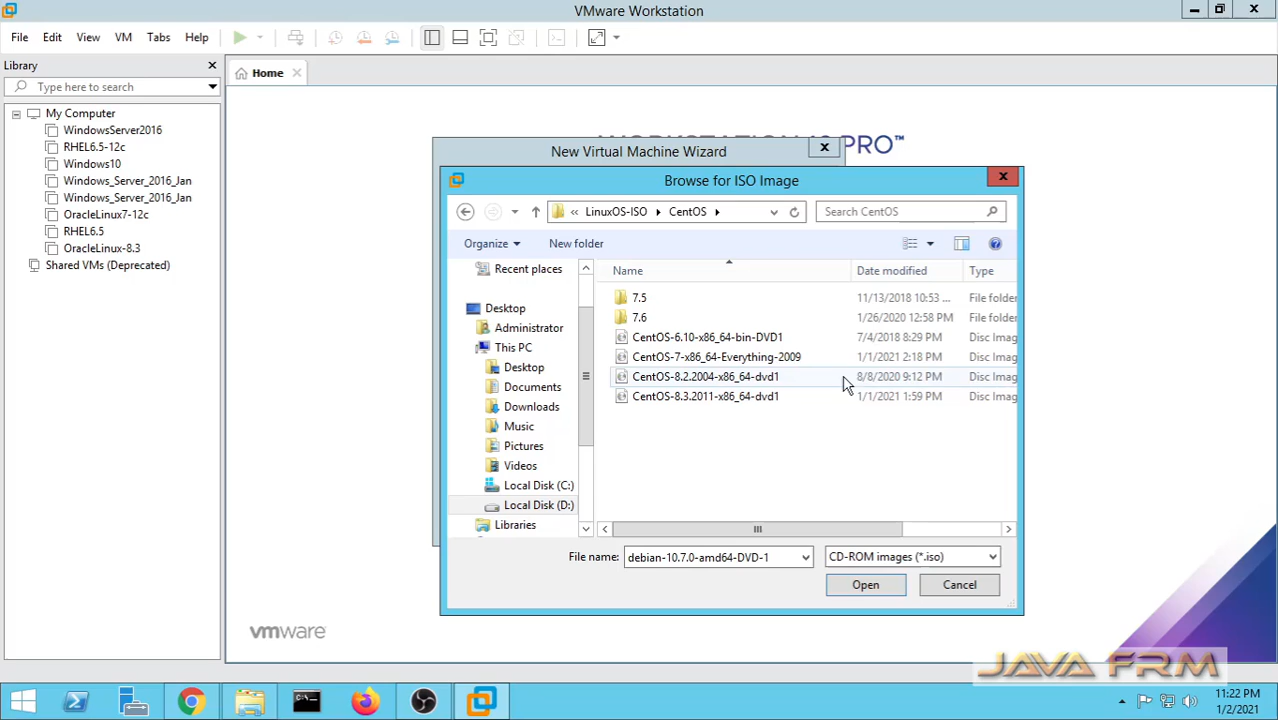 VMware Workstation
File Edit View VM Tabs Help
Library
Type here to search
My Computer
WindowsServer2016
RHEL6.5-12c
Windows10
Windows_Server_2016_Jan
Windows_Server_2016_Jan
OracleLinux7-12c
RHEL6.5
OracleLinux-8.3
Shared VMs (Deprecated)
Home
PRO™
New Virtual Machine Wizard
Browse for ISO Image
« LinuxOS-ISO CentOS
Search CentOS
Organize New folder
Recent places
Desktop
Administrator
This PC
Desktop
Documents
Downloads
Music
Pictures
Videos
Local Disk (C:)
Local Disk (D:)
Libraries
Name Date modified Type
7.5 11/13/2018 10:53 ... File folder
7.6 1/26/2020 12:58 PM File folder
CentOS-6.10-x86_64-bin-DVD1 7/4/2018 8:29 PM Disc Imag
CentOS-7-x86_64-Everything-2009 1/1/2021 2:18 PM Disc Imag
CentOS-8.2.2004-x86_64-dvd1 8/8/2020 9:12 PM Disc Imag
CentOS-8.3.2011-x86_64-dvd1 1/1/2021 1:59 PM Disc Imag
File name: debian-10.7.0-amd64-DVD-1 CD-ROM images (*.iso)
Open Cancel
vmware
JAVA FRM
11:22 PM
1/2/2021